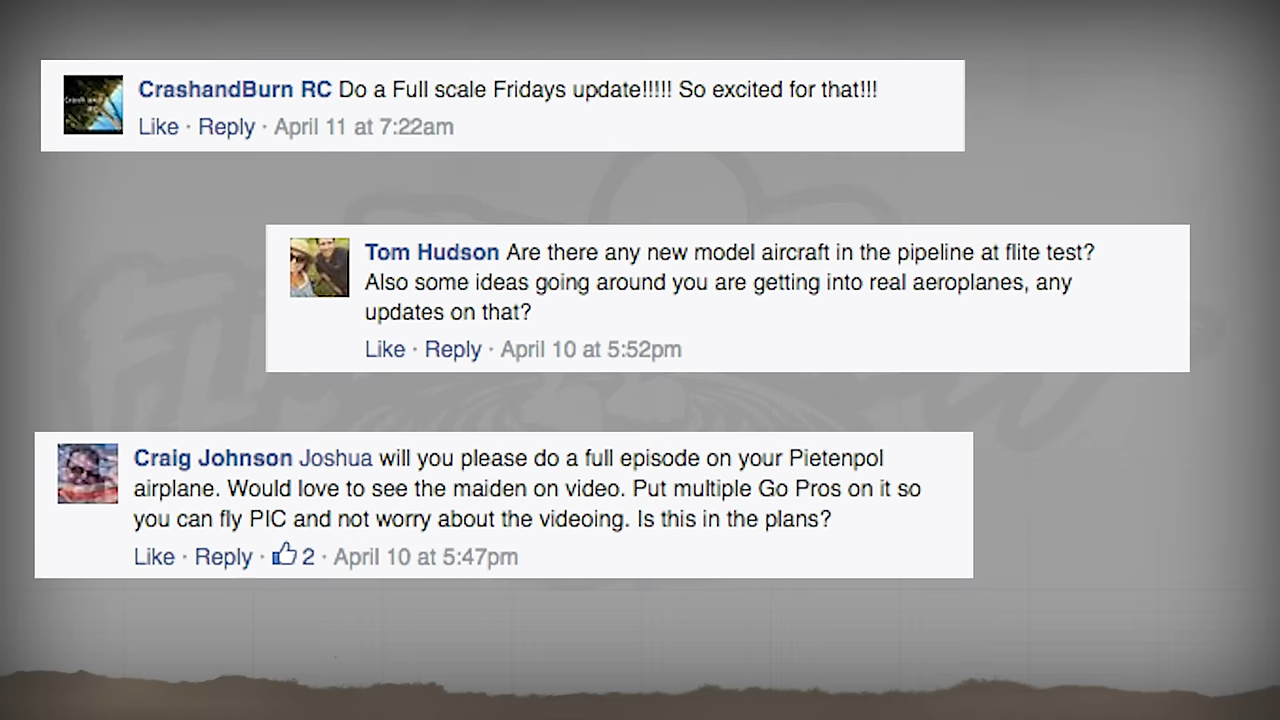 CrashandBurn RC Do a Full scale Fridays update!!!!! So excited for that!!!
Like · Reply · April 11 at 7:22am
Tom Hudson Are there any new model aircraft in the pipeline at flite test?
Also some ideas going around you are getting into real aeroplanes, any
updates on that?
Like · Reply · April 10 at 5:52pm
Craig Johnson Joshua will you please do a full episode on your Pietenpol
airplane. Would love to see the maiden on video. Put multiple Go Pros on it so
you can fly PIC and not worry about the videoing. Is this in the plans?
Like · Reply · 2 · April 10 at 5:47pm